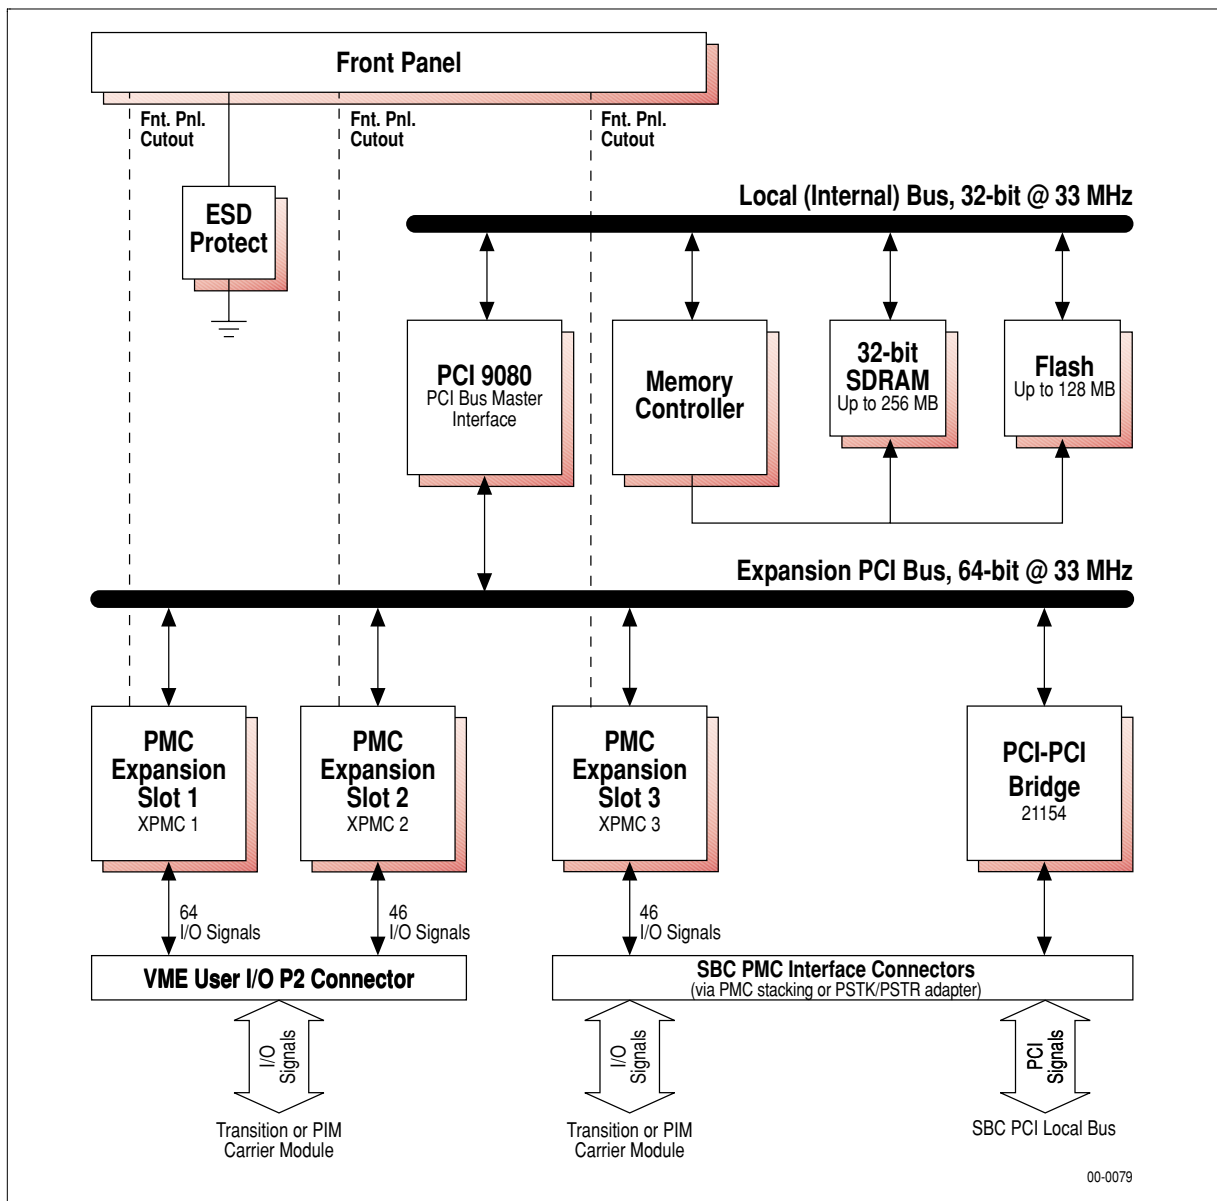 Front Panel
Fnt. Pnl.
Cutout
Fnt. Pnl.
Cutout
Fnt. Pnl.
Cutout
ESD
Protect
Local (Internal) Bus, 32-bit @ 33 MHz
PCI 9080
PCI Bus Master
Interface
Memory
Controller
32-bit
SDRAM
Up to 256 MB
Flash
Up to 128 MB
Expansion PCI Bus, 64-bit @ 33 MHz
PMC
Expansion
Slot 1
XPMC 1
PMC
Expansion
Slot 2
XPMC 2
PMC
Expansion
Slot 3
XPMC 3
PCI-PCI
Bridge
21154
64
I/O Signals
46
I/O Signals
46
I/O Signals
VME User I/O P2 Connector
SBC PMC Interface Connectors
(via PMC stacking or PSTK/PSTR adapter)
I/O
Signals
I/O
Signals
PCI
Signals
Transition or PIM
Carrier Module
Transition or PIM
Carrier Module
SBC PCI Local Bus
00-0079